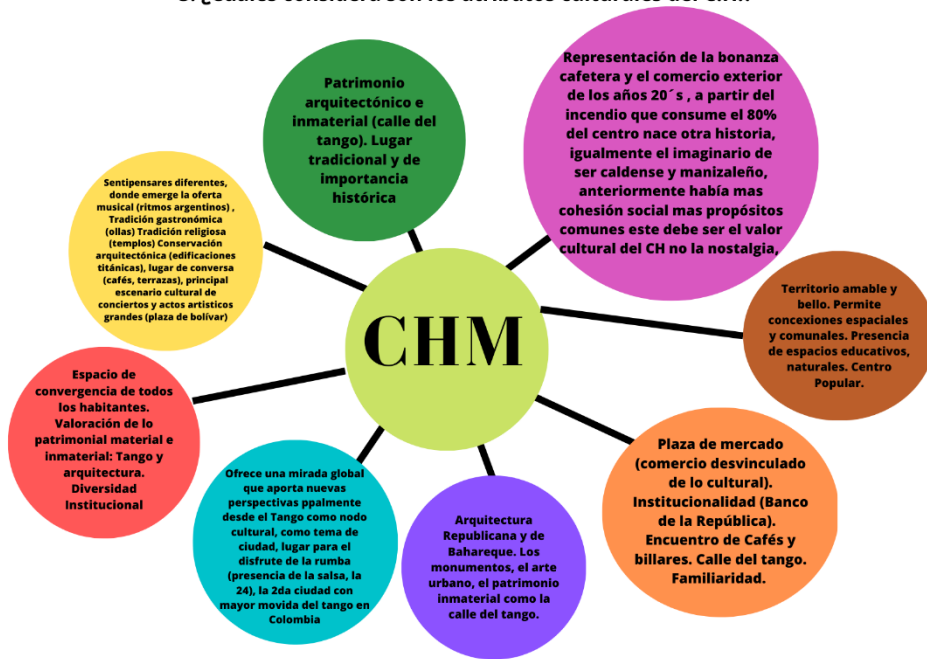 Patrimonio
arquitectónico e
inmaterial (calle del
tango). Lugar
tradicional y de
importancia
histórica
Representación de la bonanza
cafetera y el comercio exterior
de los años 20´s , a partir del
incendio que consume el 80%
del centro nace otra historia,
igualmente el imaginario de
ser caldense y manizaleño,
anteriormente había mas
cohesión social mas propósitos
comunes este debe ser el valor
cultural del CH no la nostalgia,
Sentipensares diferentes,
donde emerge la oferta
musical (ritmos argentinos) ,
Tradición gastronómica
(ollas) Tradición religiosa
(templos) Conservación
arquitectónica (edificaciones
titánicas), lugar de conversa
(cafés, terrazas), principal
escenario cultural de
conciertos y actos artisticos
grandes (plaza de bolívar)
CHM
Territorio amable y
bello. Permite
concexiones espaciales
y comunales. Presencia
de espacios educativos,
naturales. Centro
Popular.
Espacio de
convergencia de todos
los habitantes.
Valoración de lo
patrimonial material e
inmaterial: Tango y
arquitectura.
Diversidad
Institucional
Ofrece una mirada global
que aporta nuevas
perspectivas ppalmente
desde el Tango como nodo
cultural, como tema de
ciudad, lugar para el
disfrute de la rumba
(presencia de la salsa, la
24), la 2da ciudad con
mayor movida del tango en
Colombia
Arquitectura
Republicana y de
Bahareque. Los
monumentos, el arte
urbano, el patrimonio
inmaterial como la
calle del tango.
Plaza de mercado
(comercio desvinculado
de lo cultural).
Institucionalidad (Banco
de la República).
Encuentro de Cafés y
billares. Calle del tango.
Familiaridad.